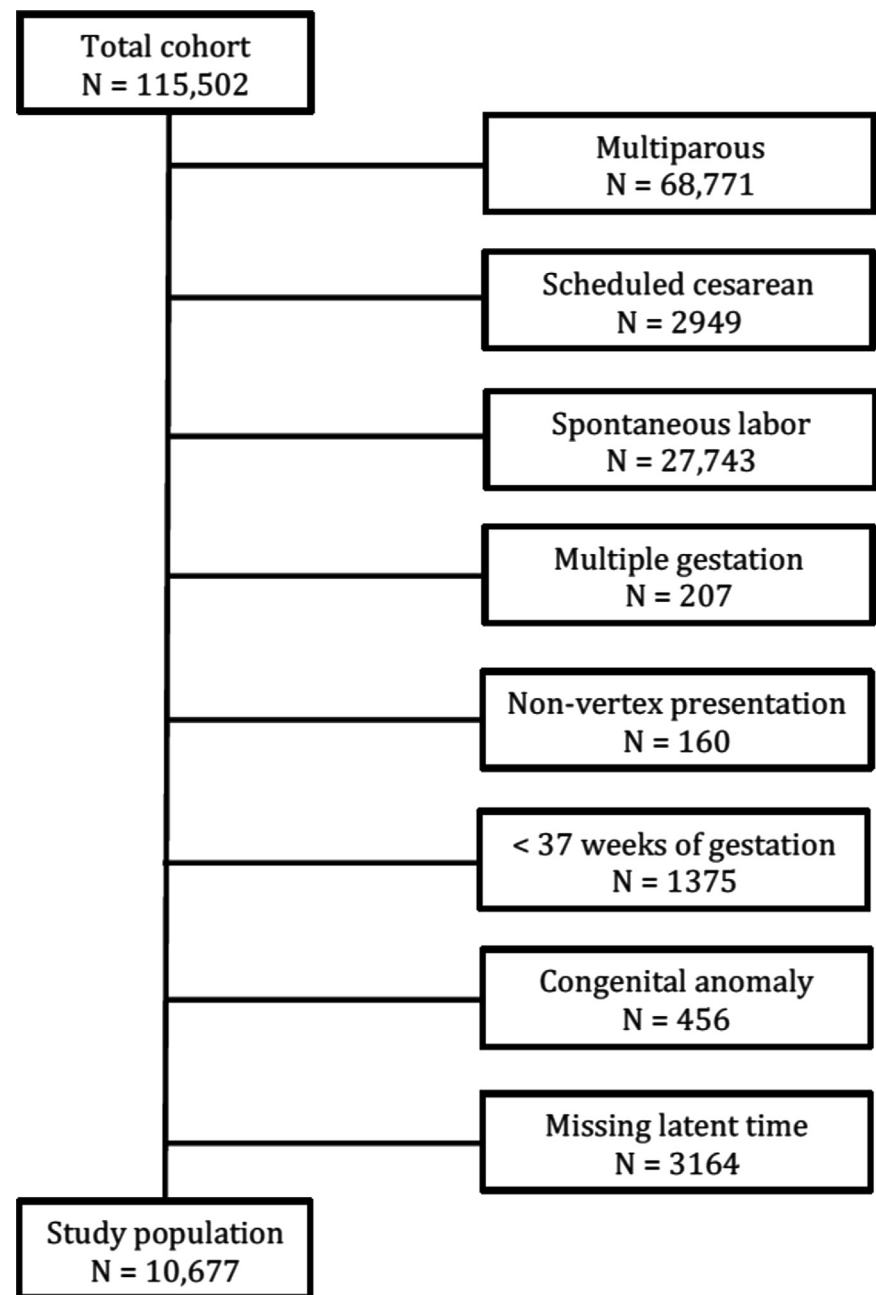 Total cohort
N = 115,502
Multiparous
N = 68,771
Scheduled cesarean
N = 2949
Spontaneous labor
N = 27,743
Multiple gestation
N = 207
Non-vertex presentation
N = 160
< 37 weeks of gestation
N = 1375
Congenital anomaly
N = 456
Missing latent time
N = 3164
Study population
N = 10,677